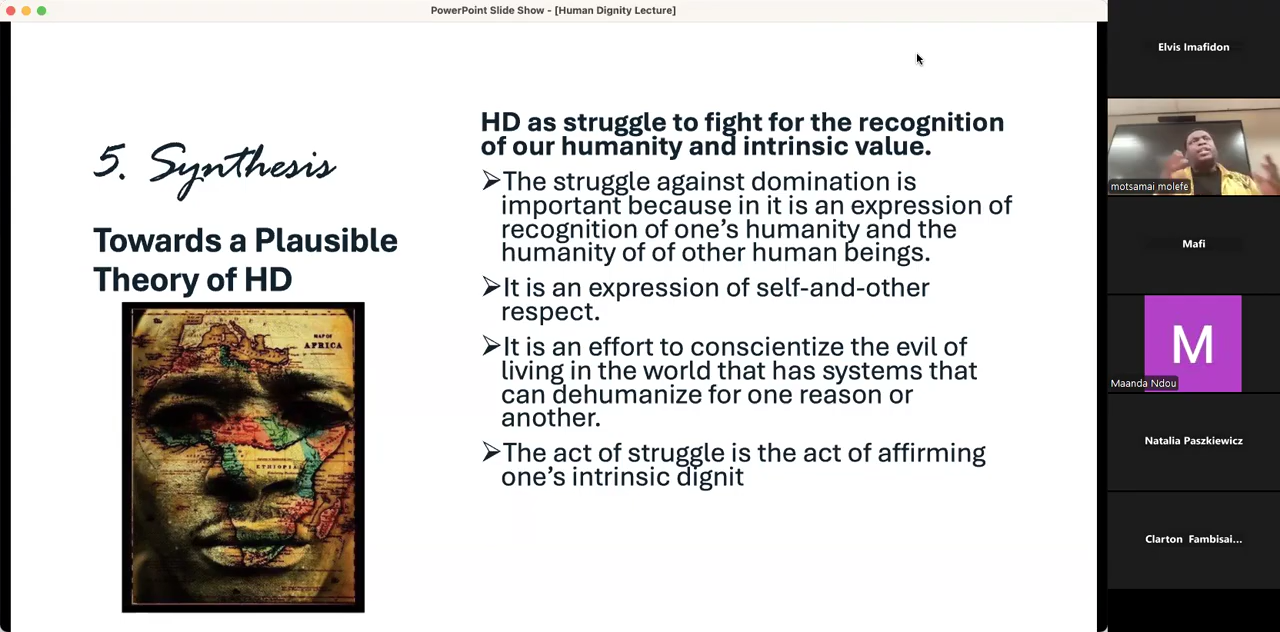 PowerPoint Slide Show - [Human Dignity Lecture]
5. Synthesis
Towards a Plausible
Theory of HD
MAP OF
AFRICA
ETHIOPIA
HD as struggle to fight for the recognition
of our humanity and intrinsic value.
➢The struggle against domination is
important because in it is an expression of
recognition of one’s humanity and the
humanity of of other human beings.
➢It is an expression of self-and-other
respect.
➢It is an effort to conscientize the evil of
living in the world that has systems that
can dehumanize for one reason or
another.
➢The act of struggle is the act of affirming
one’s intrinsic dignit
Elvis Imafidon
motsamai molefe
Mafi
M
Maanda Ndou
Natalia Paszkiewicz
Clarton Fambisai...